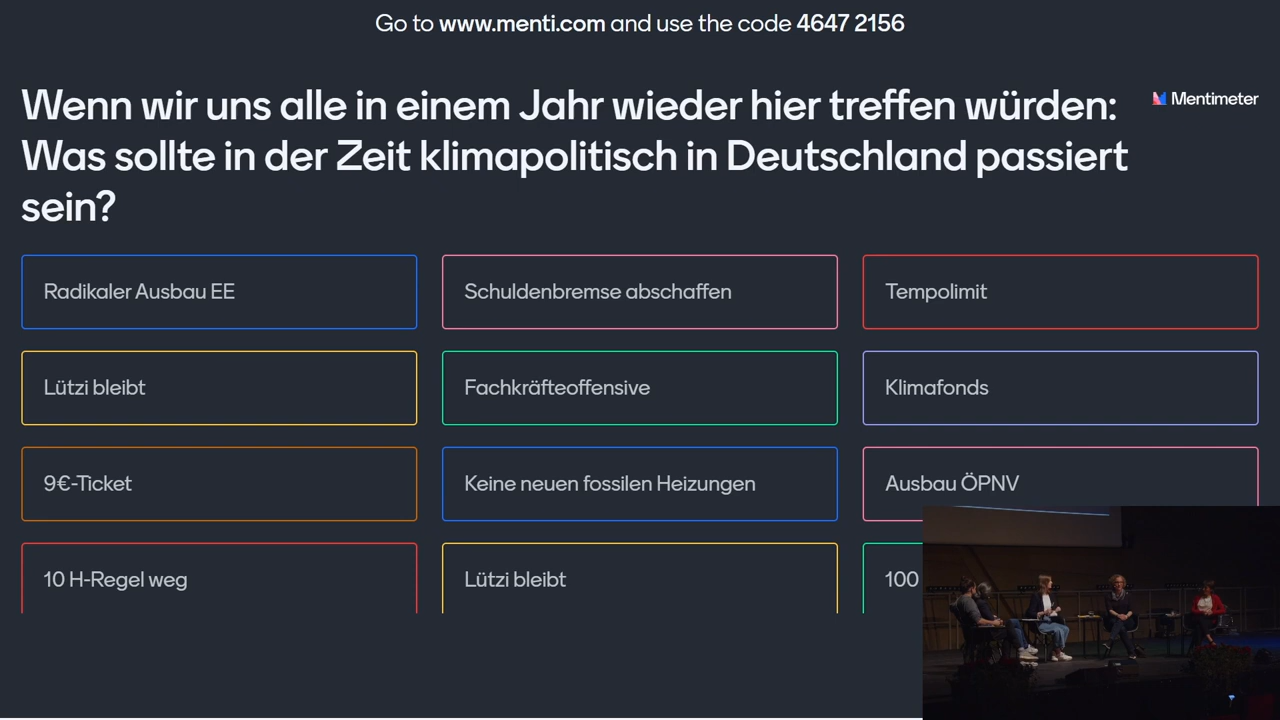 Go to www.menti.com and use the code 4647 2156
Wenn wir uns alle in einem Jahr wieder hier treffen würden:
Was sollte in der Zeit klimapolitisch in Deutschland passiert
sein?
Mentimeter
Radikaler Ausbau EE
Schuldenbremse abschaffen
Tempolimit
Lützi bleibt
Fachkräfteoffensive
Klimafonds
9€-Ticket
Keine neuen fossilen Heizungen
Ausbau ÖPNV
10 H-Regel weg
Lützi bleibt
100